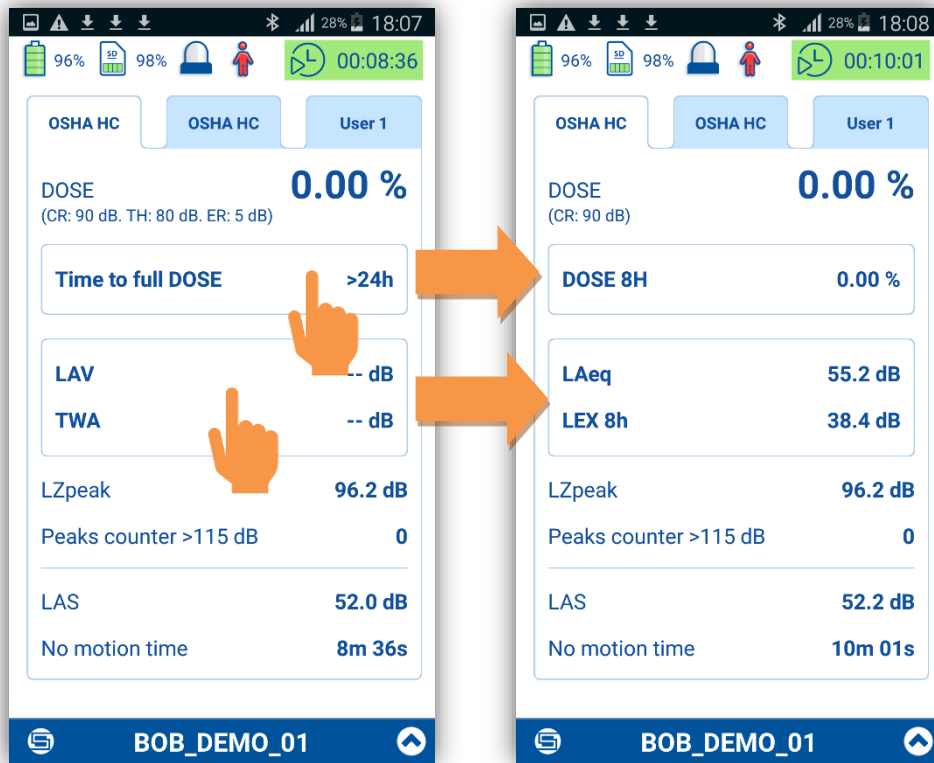 28% 18:07
96% SD 98% 00:08:36
OSHA HC OSHA HC User 1
DOSE 0.00 %
(CR: 90 dB. TH: 80 dB. ER: 5 dB)
Time to full DOSE >24h
LAV -- dB
TWA -- dB
LZpeak 96.2 dB
Peaks counter >115 dB 0
LAS 52.0 dB
No motion time 8m 36s
BOB_DEMO_01
28% 18:08
96% SD 98% 00:10:01
OSHA HC OSHA HC User 1
DOSE 0.00 %
(CR: 90 dB)
DOSE 8H 0.00 %
LAeq 55.2 dB
LEX 8h 38.4 dB
LZpeak 96.2 dB
Peaks counter >115 dB 0
LAS 52.2 dB
No motion time 10m 01s
BOB_DEMO_01